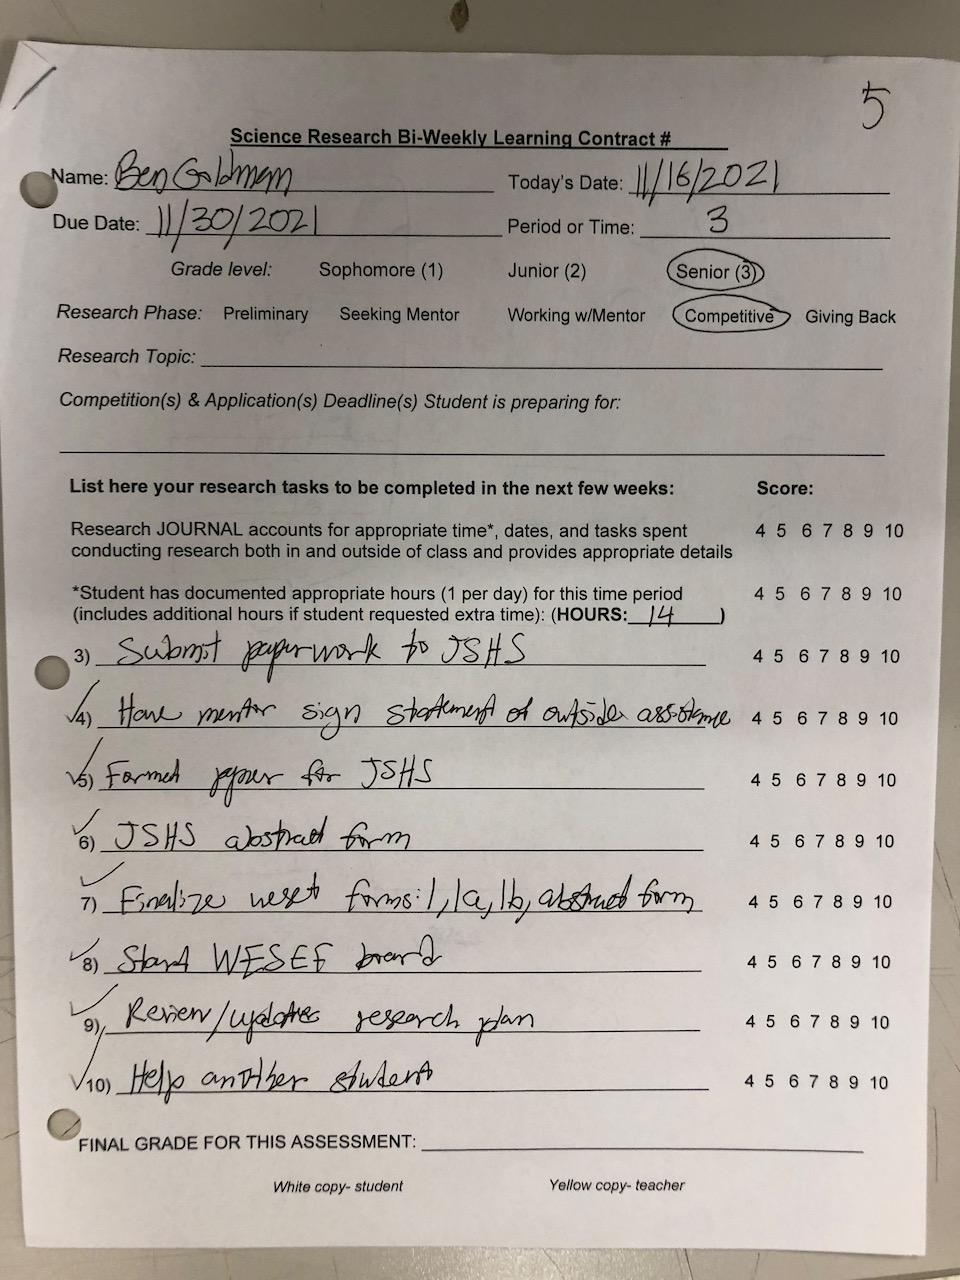 5
Science Research Bi-Weekly Learning Contract #
Name: Ben Goldman Today's Date: 11/16/2021
Due Date: 11/30/2021 Period or Time: 3
Grade level: Sophomore (1) Junior (2) Senior (3)
Research Phase: Preliminary Seeking Mentor Working w/Mentor Competitive Giving Back
Research Topic:
Competition(s) & Application(s) Deadline(s) Student is preparing for:
List here your research tasks to be completed in the next few weeks: Score:
Research JOURNAL accounts for appropriate time*, dates, and tasks spent 4 5 6 7 8 9 10
conducting research both in and outside of class and provides appropriate details
*Student has documented appropriate hours (1 per day) for this time period 4 5 6 7 8 9 10
(includes additional hours if student requested extra time): (HOURS: 14 )
3) Submit paperwork to JSHS 4 5 6 7 8 9 10
4) Have mentor sign statement of outside assistance 4 5 6 7 8 9 10
5) paper for JSHS 4 5 6 7 8 9 10
6) JSHS abstract form 4 5 6 7 8 9 10
7) Finalize forms: 1, 1a, 1b, abstract form 4 5 6 7 8 9 10
8) Start WESEF board 4 5 6 7 8 9 10
9) Review/update research plan 4 5 6 7 8 9 10
10) Help another student 4 5 6 7 8 9 10
FINAL GRADE FOR THIS ASSESSMENT:
White copy- student Yellow copy- teacher